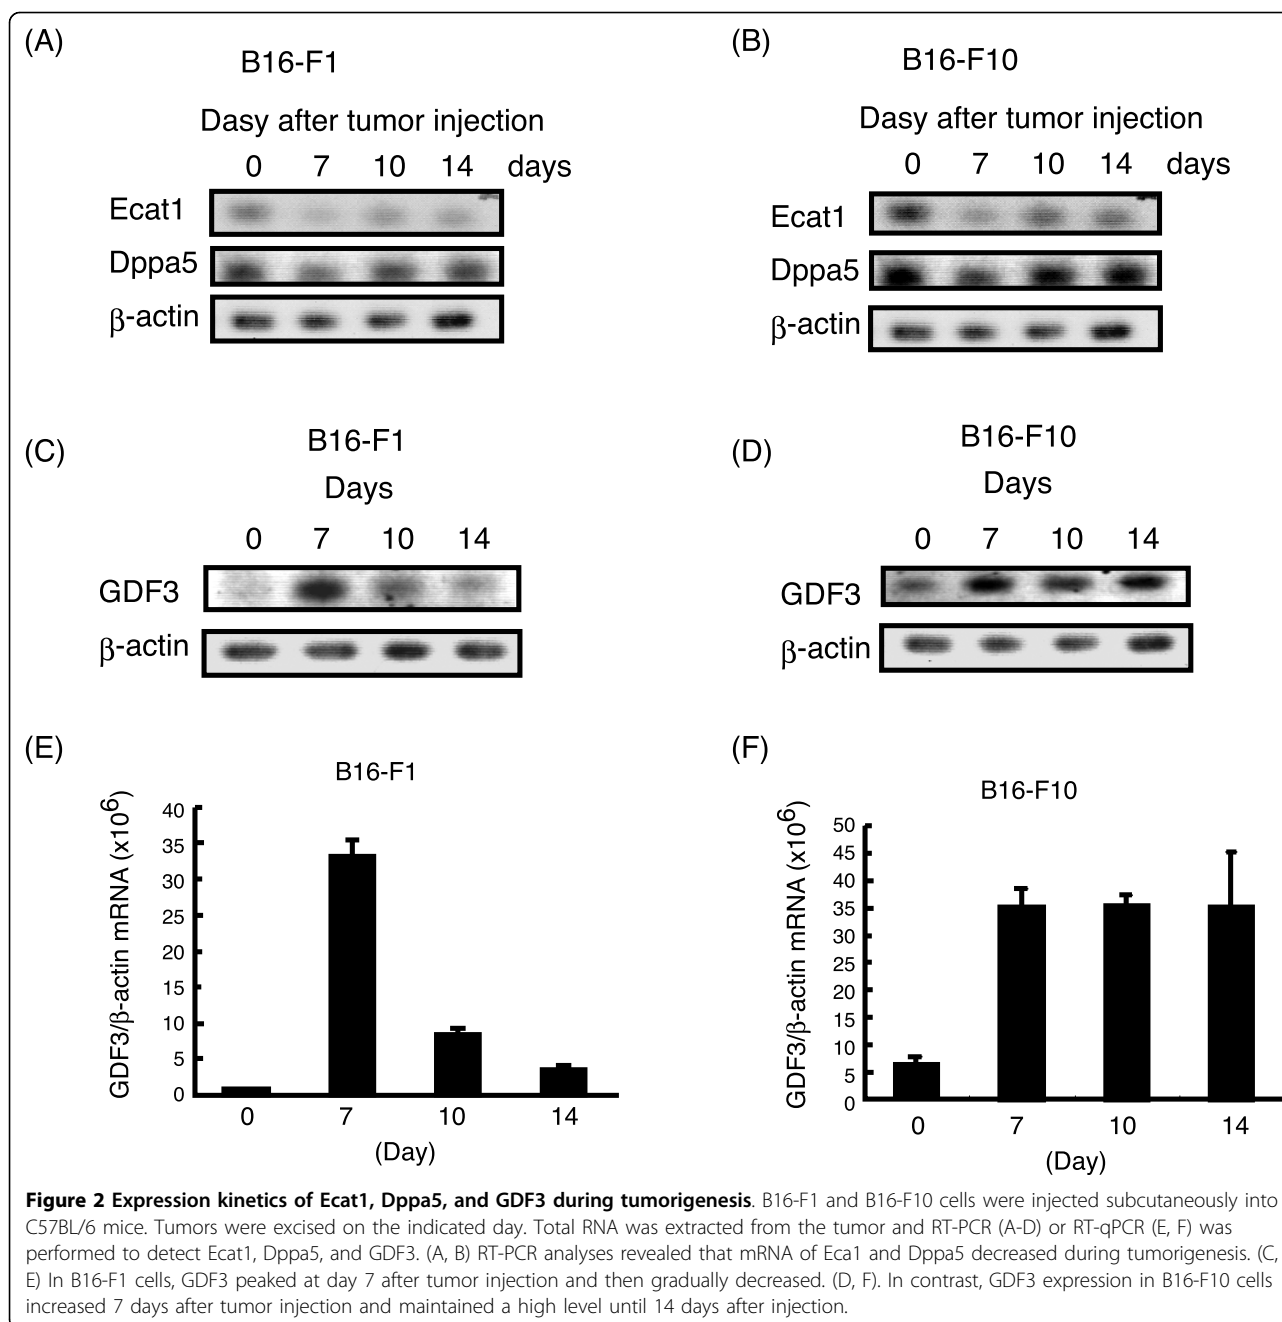 (A)
B16-F1
Dasy after tumor injection
0 7 10 14 days
Ecat1
Dppa5
β-actin
(B)
B16-F10
Dasy after tumor injection
0 7 10 14 days
Ecat1
Dppa5
β-actin
(C)
B16-F1
Days
0 7 10 14
GDF3
β-actin
(D)
B16-F10
Days
0 7 10 14
GDF3
β-actin
(E)
B16-F1
GDF3/β-actin mRNA (x10⁶)
40
35
30
25
20
15
10
5
0
0 7 10 14
(Day)
(F)
B16-F10
GDF3/β-actin mRNA (x10⁶)
50
45
40
35
30
25
20
15
10
5
0
0 7 10 14
(Day)
Figure 2 Expression kinetics of Ecat1, Dppa5, and GDF3 during tumorigenesis. B16-F1 and B16-F10 cells were injected subcutaneously into
C57BL/6 mice. Tumors were excised on the indicated day. Total RNA was extracted from the tumor and RT-PCR (A-D) or RT-qPCR (E, F) was
performed to detect Ecat1, Dppa5, and GDF3. (A, B) RT-PCR analyses revealed that mRNA of Eca1 and Dppa5 decreased during tumorigenesis. (C,
E) In B16-F1 cells, GDF3 peaked at day 7 after tumor injection and then gradually decreased. (D, F). In contrast, GDF3 expression in B16-F10 cells
increased 7 days after tumor injection and maintained a high level until 14 days after injection.